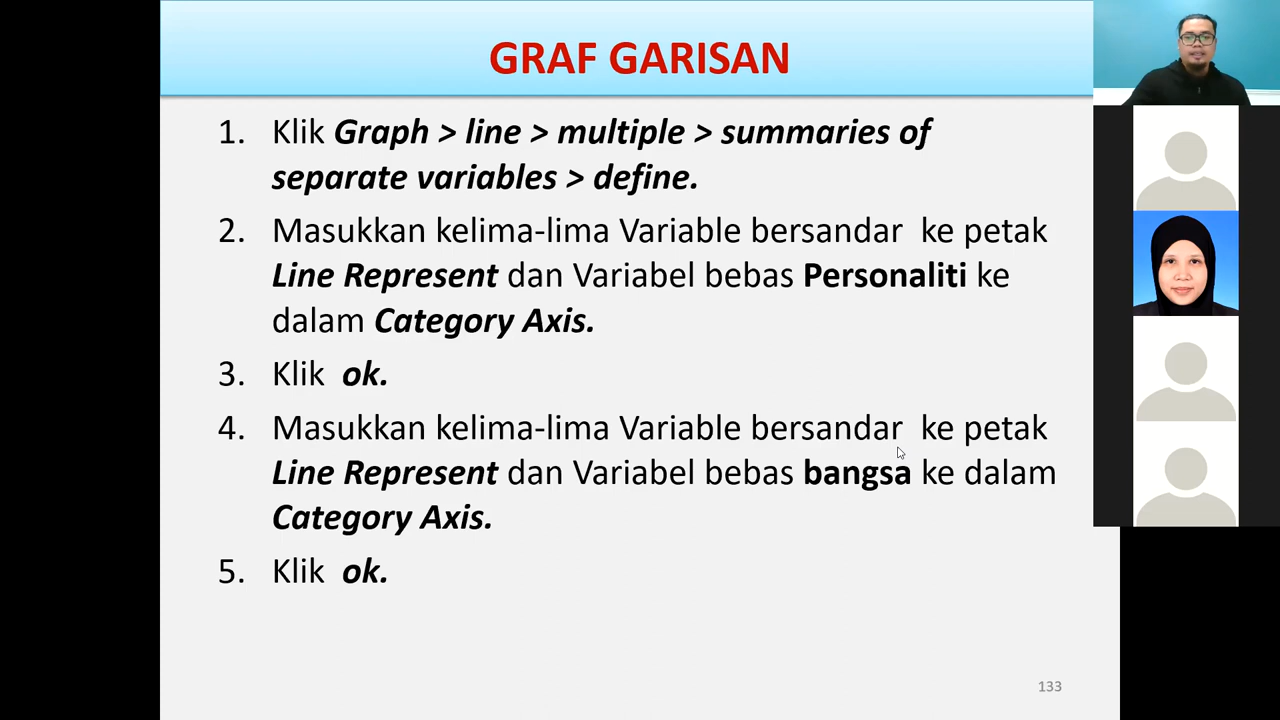 GRAF GARISAN
1. Klik Graph > line > multiple > summaries of
separate variables > define.
2. Masukkan kelima-lima Variable bersandar ke petak
Line Represent dan Variabel bebas Personaliti ke
dalam Category Axis.
3. Klik ok.
4. Masukkan kelima-lima Variable bersandar ke petak
Line Represent dan Variabel bebas bangsa ke dalam
Category Axis.
5. Klik ok.
133